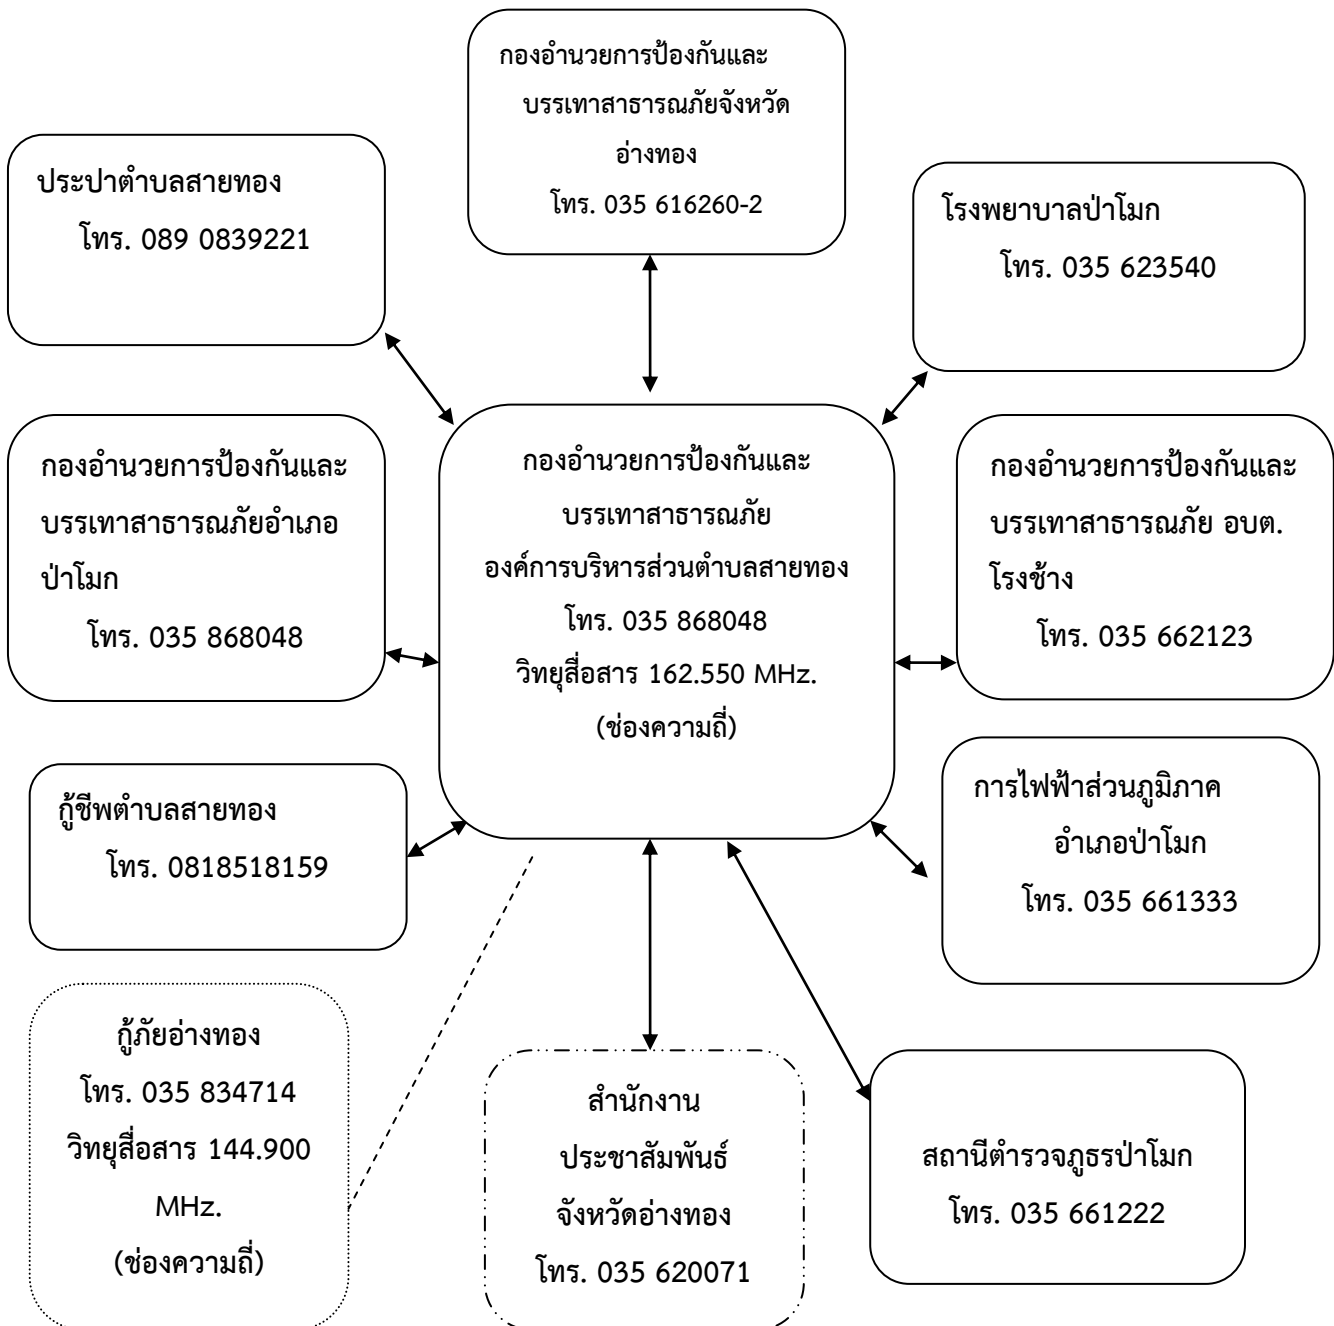 กองอำนวยการป้องกันและ
บรรเทาสาธารณภัยจังหวัด
อ่างทอง
โทร. 035 616260-2
ประปาตำบลสายทอง
โทร. 089 0839221
โรงพยาบาลป่าโมก
โทร. 035 623540
กองอำนวยการป้องกันและ
บรรเทาสาธารณภัยอำเภอ
ป่าโมก
โทร. 035 868048
กองอำนวยการป้องกันและ
บรรเทาสาธารณภัย
องค์การบริหารส่วนตำบลสายทอง
โทร. 035 868048
วิทยุสื่อสาร 162.550 MHz.
(ช่องความถี่)
กองอำนวยการป้องกันและ
บรรเทาสาธารณภัย อบต.
โรงช้าง
โทร. 035 662123
กู้ชีพตำบลสายทอง
โทร. 0818518159
การไฟฟ้าส่วนภูมิภาค
อำเภอป่าโมก
โทร. 035 661333
กู้ภัยอ่างทอง
โทร. 035 834714
วิทยุสื่อสาร 144.900
MHz.
(ช่องความถี่)
สำนักงาน
ประชาสัมพันธ์
จังหวัดอ่างทอง
โทร. 035 620071
สถานีตำรวจภูธรป่าโมก
โทร. 035 661222